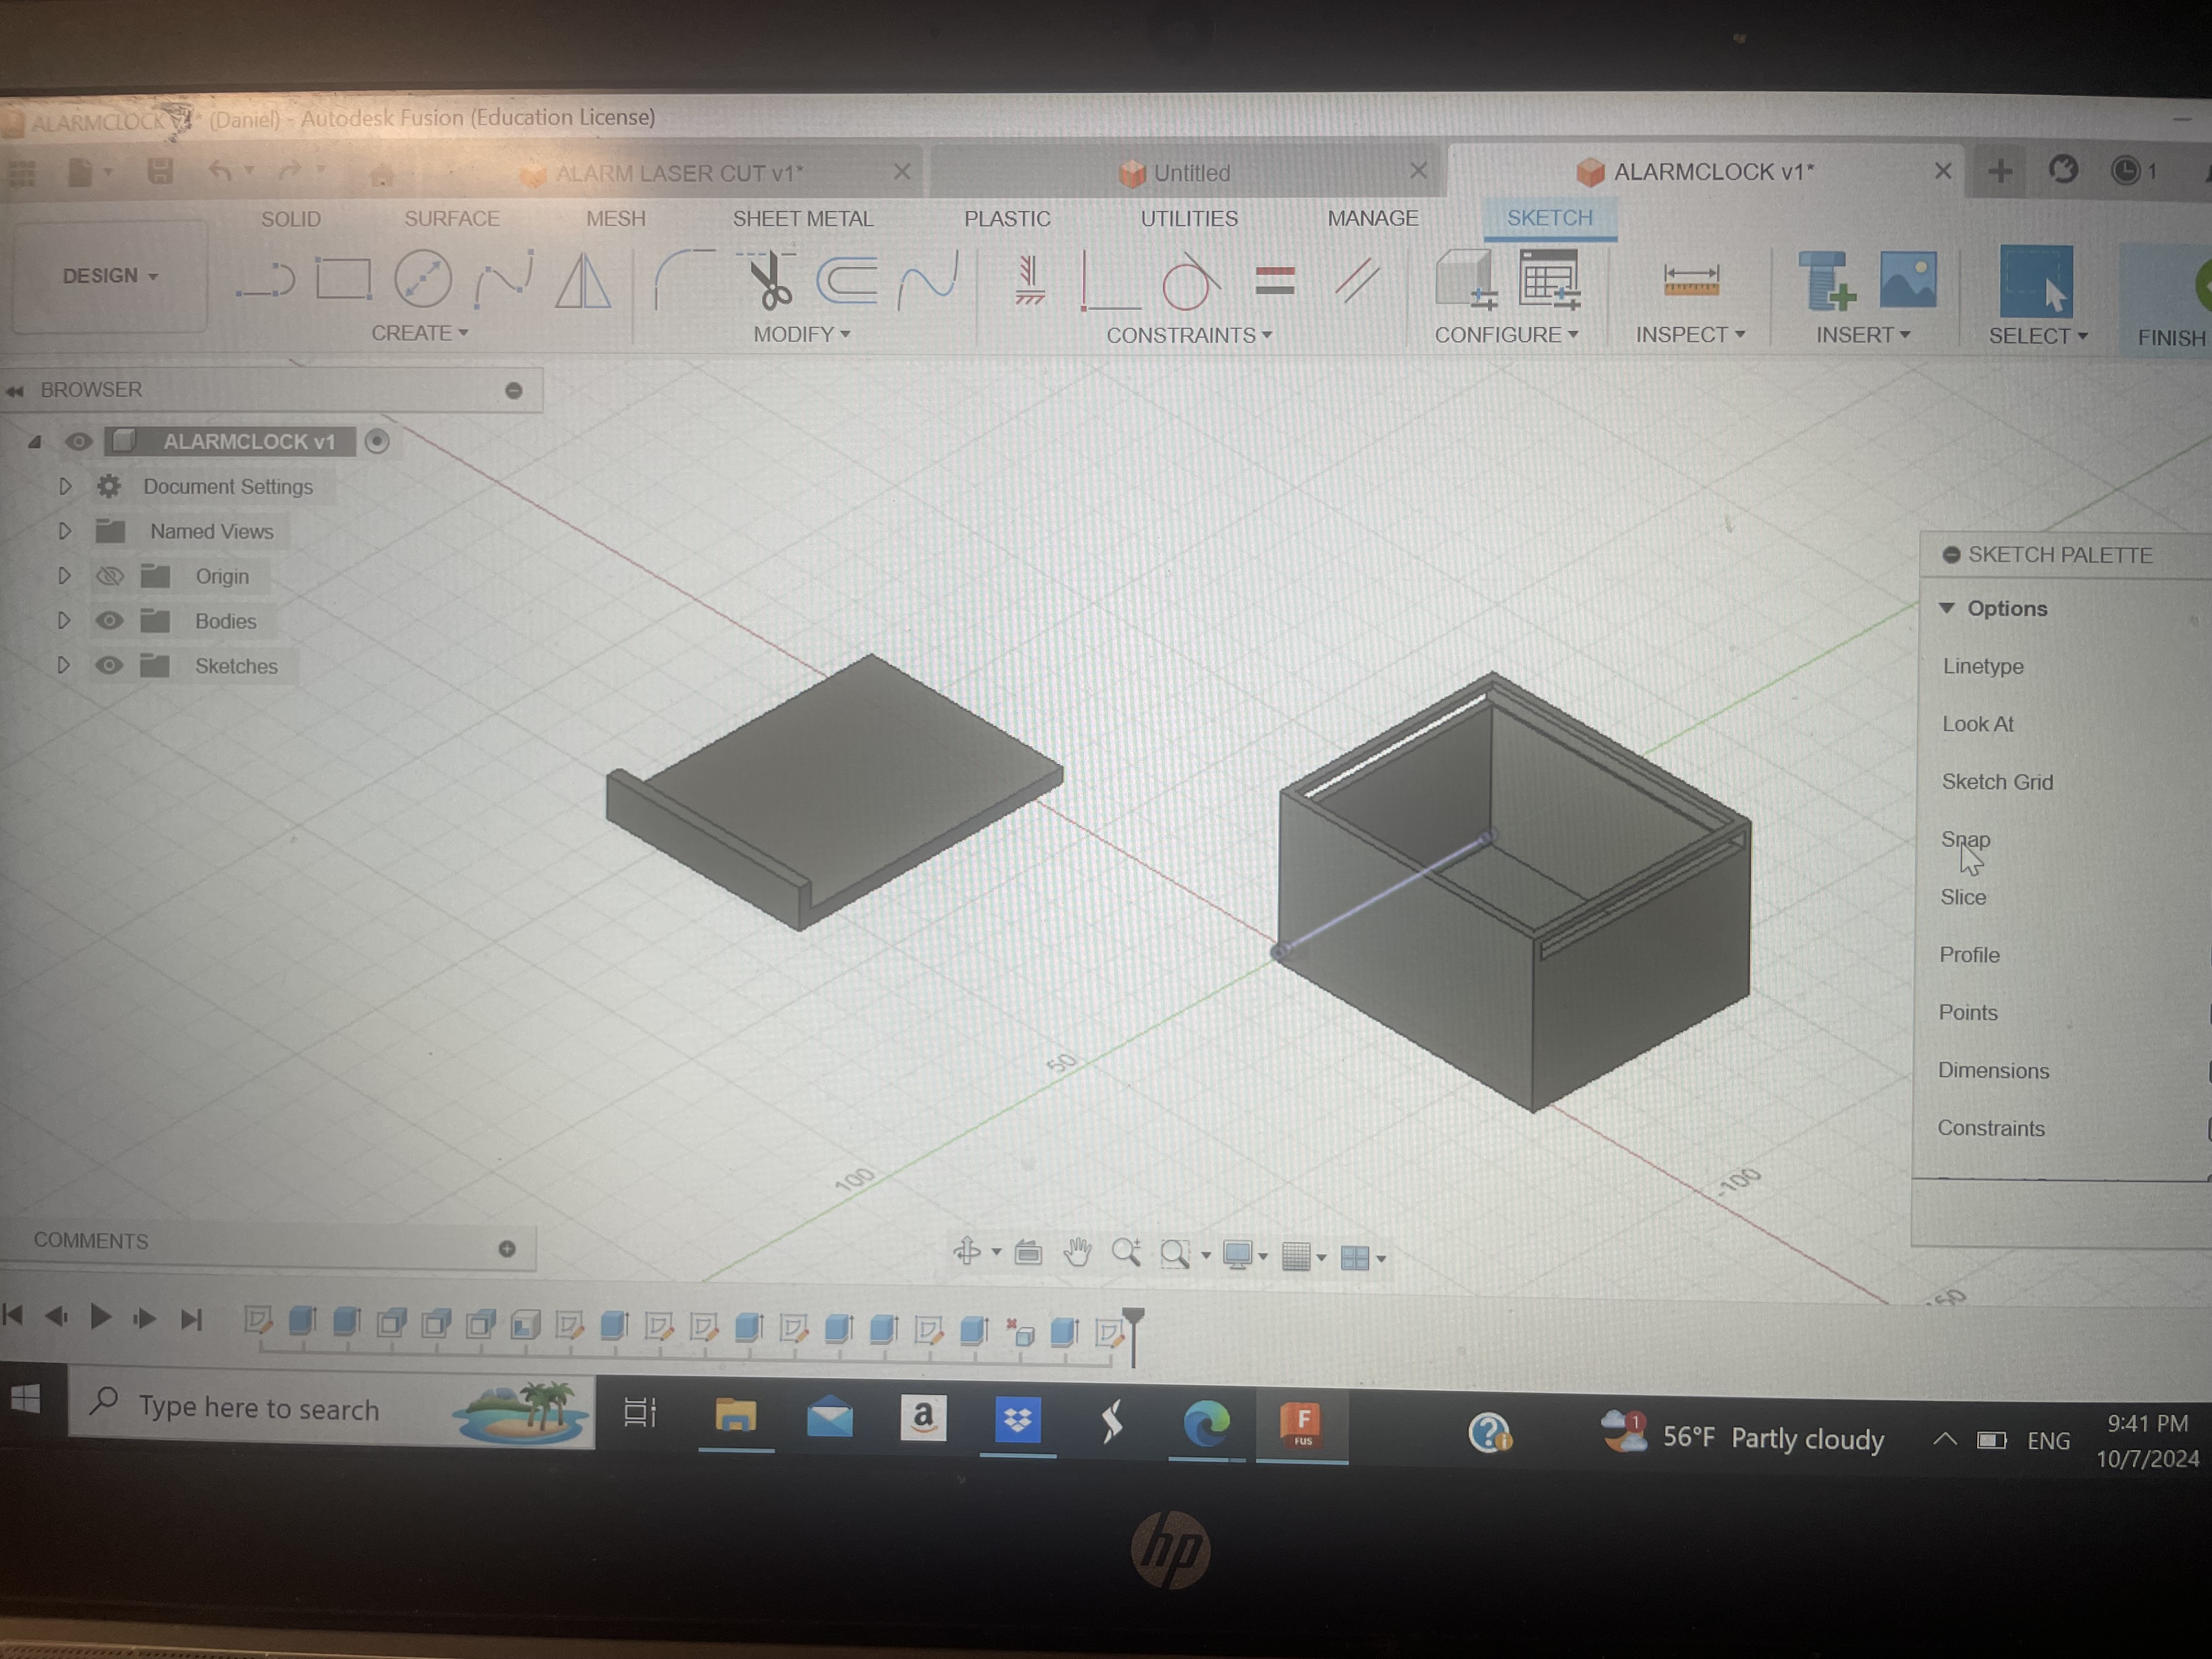 ALARMCLOCK v1* (Daniel) - Autodesk Fusion (Education License)
ALARM LASER CUT v1*
Untitled
ALARMCLOCK v1*
1
SOLID SURFACE MESH SHEET METAL PLASTIC UTILITIES MANAGE SKETCH
DESIGN
CREATE MODIFY CONSTRAINTS CONFIGURE INSPECT INSERT SELECT FINISH
BROWSER
ALARMCLOCK v1
Document Settings
Named Views
Origin
Bodies
Sketches
SKETCH PALETTE
Options
Linetype
Look At
Sketch Grid
Snap
Slice
Profile
Points
Dimensions
Constraints
50
100
-100
COMMENTS
Type here to search
a
F
FUS
1
56°F Partly cloudy
ENG
9:41 PM
10/7/2024
hp